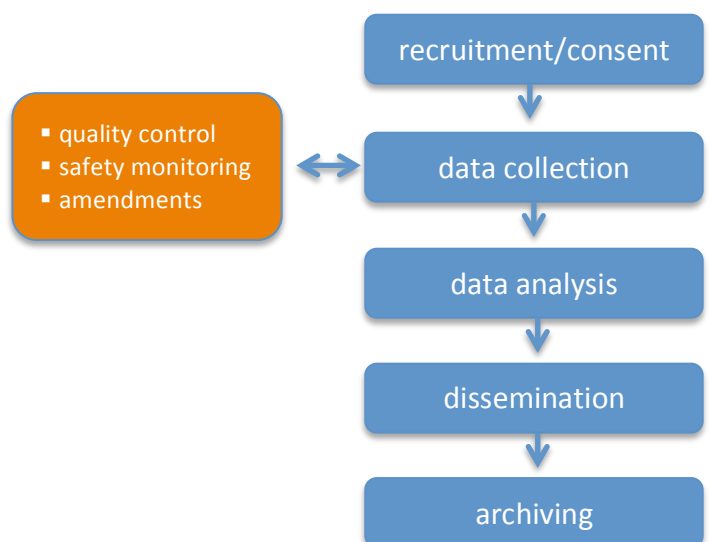 recruitment/consent
▪ quality control
▪ safety monitoring
▪ amendments
data collection
data analysis
dissemination
archiving